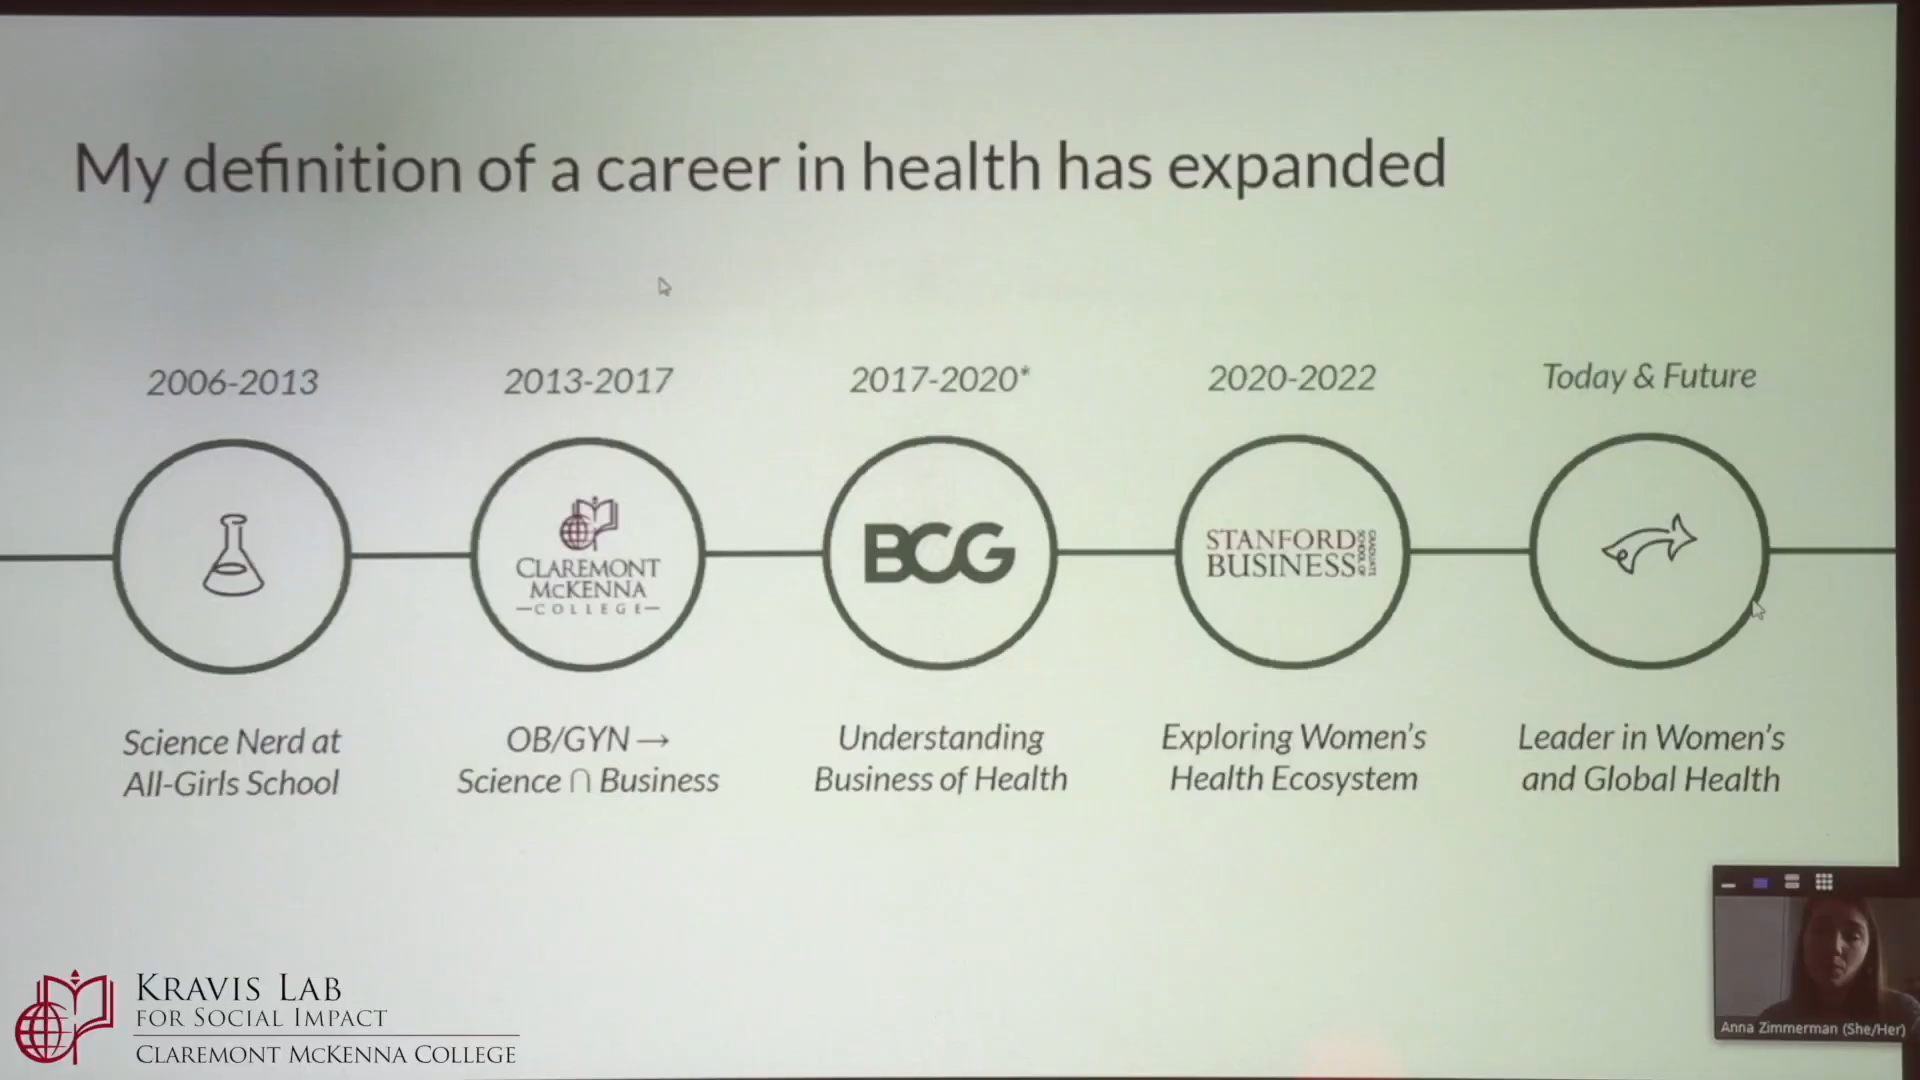 My definition of a career in health has expanded
2006-2013
2013-2017
2017-2020*
2020-2022
Today & Future
CLAREMONT
MCKENNA
COLLEGE
BCG
STANFORD
BUSINESS
GRADUATE
SCHOOL OF
Science Nerd at
All-Girls School
OB/GYN →
Science ∩ Business
Understanding
Business of Health
Exploring Women's
Health Ecosystem
Leader in Women's
and Global Health
KRAVIS LAB
FOR SOCIAL IMPACT
CLAREMONT MCKENNA COLLEGE
Anna Zimmerman (She/Her)